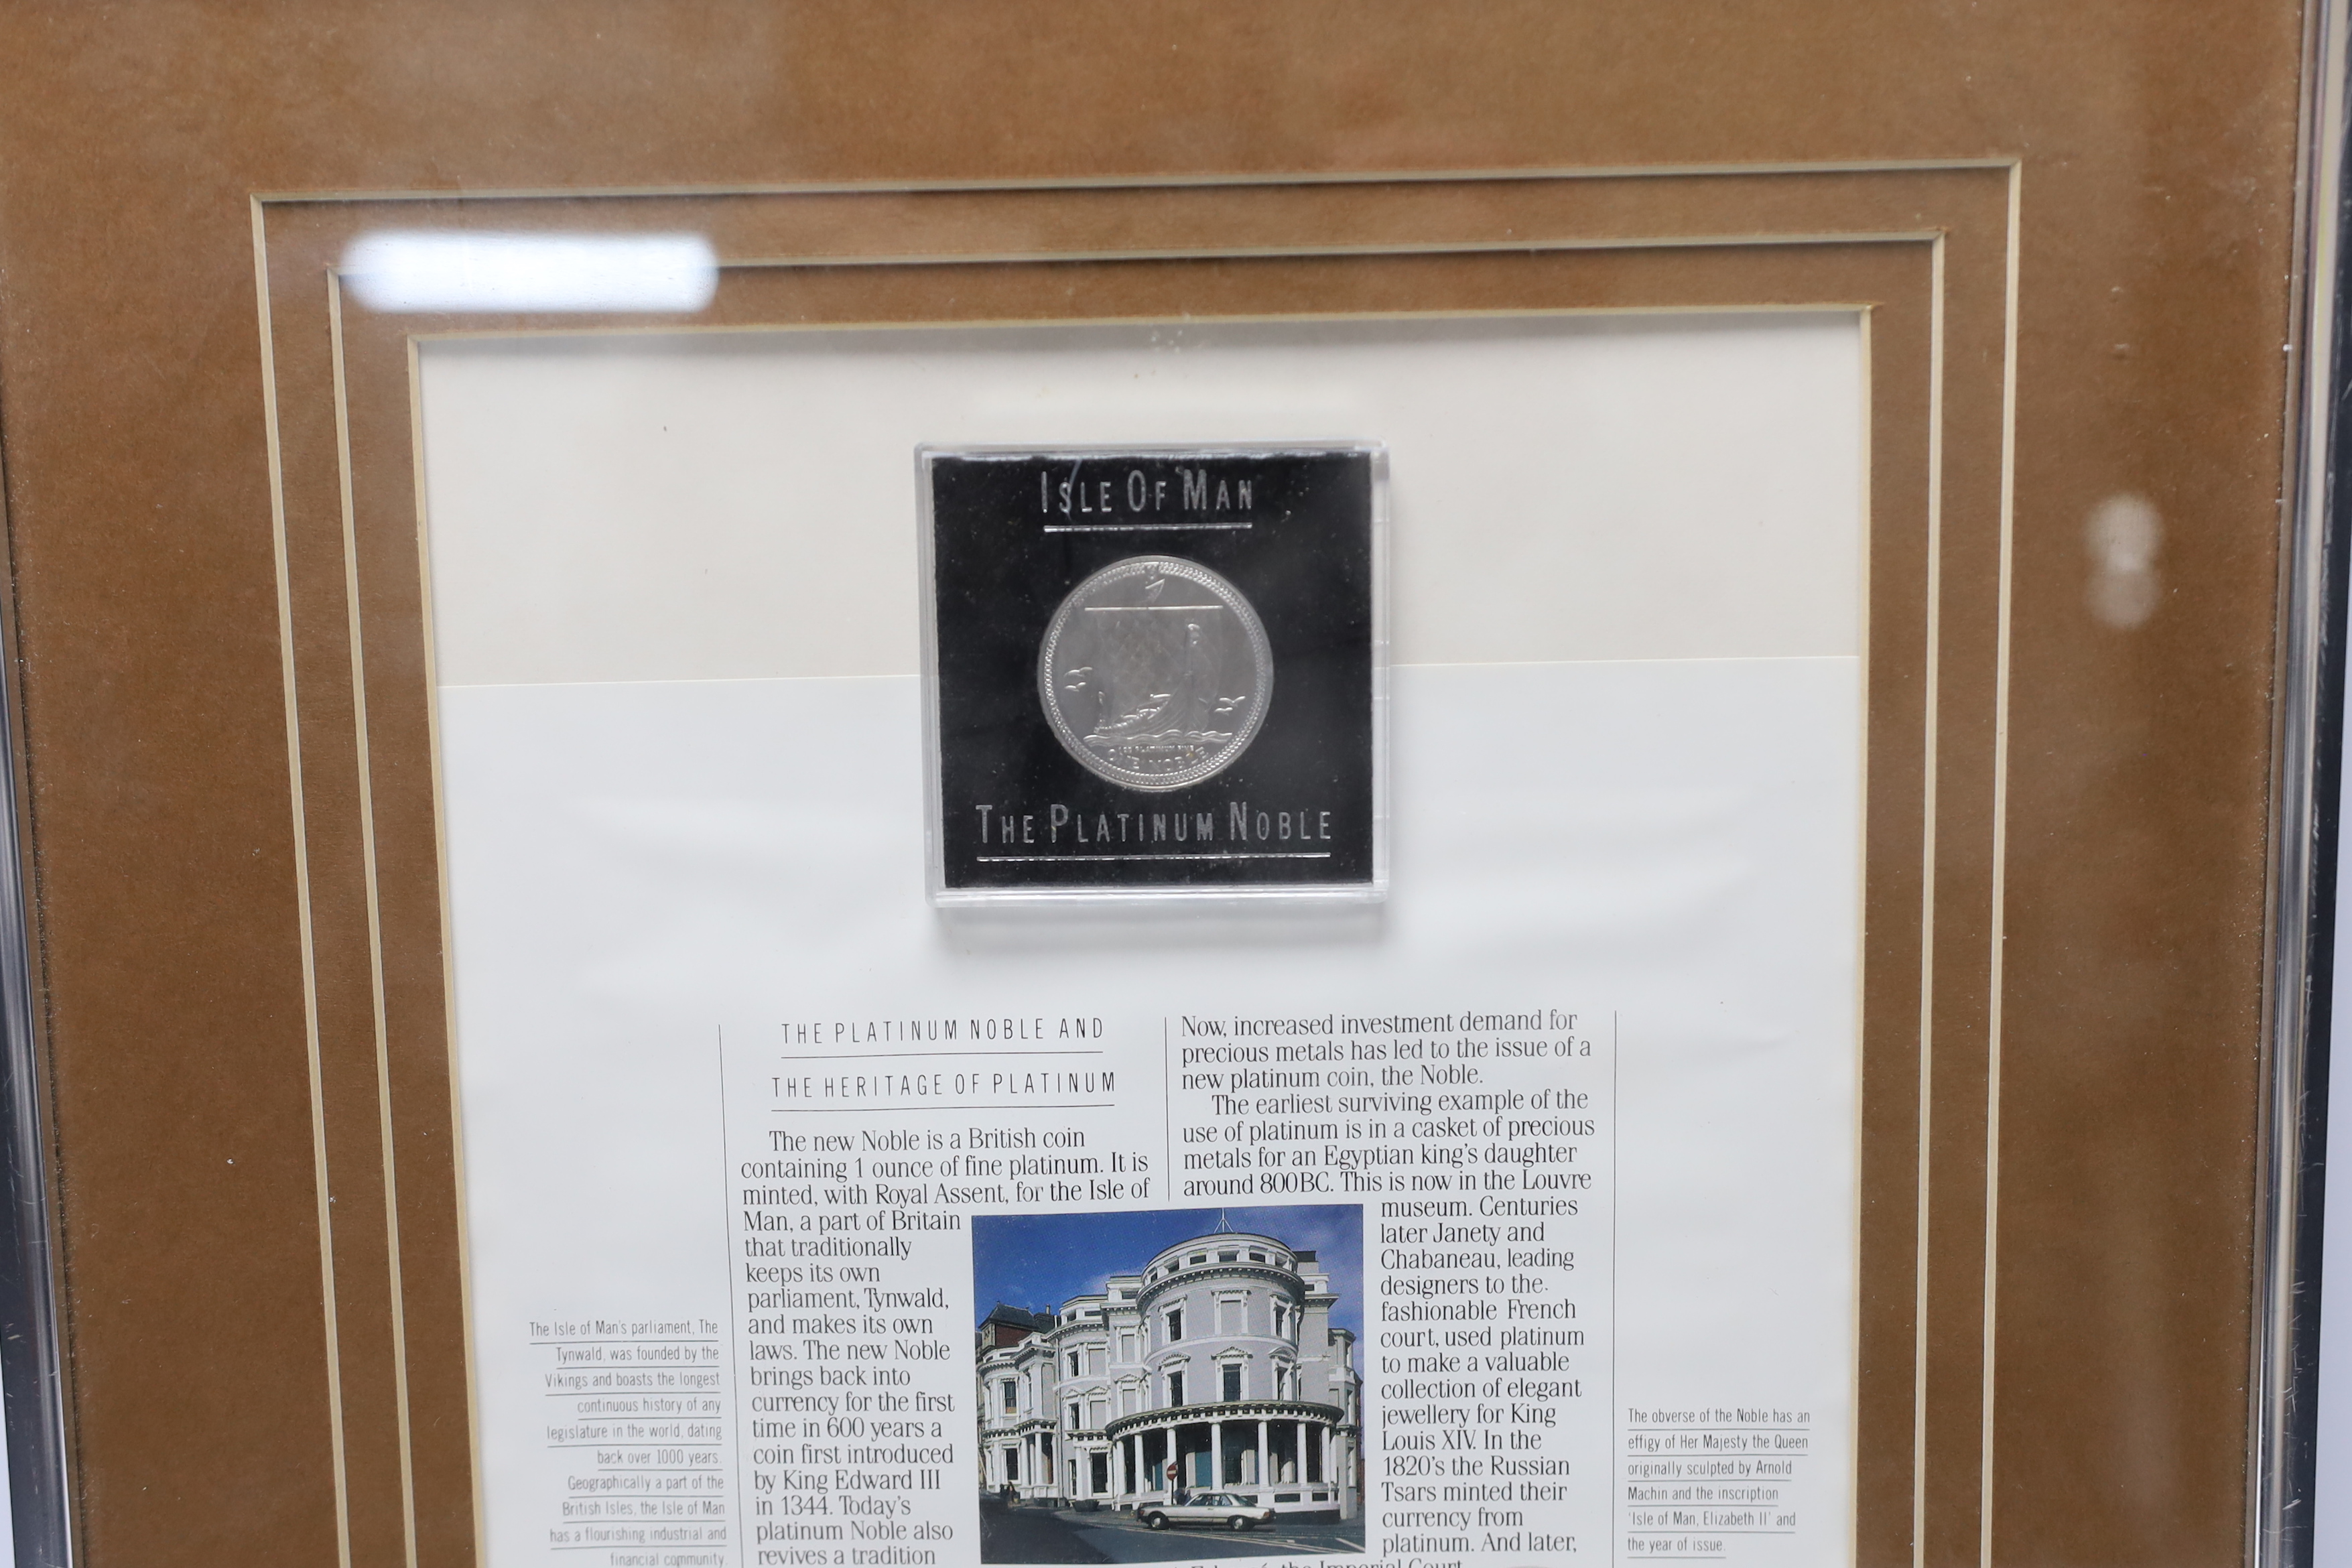 ISLE OF MAN
1 OZ PLATINUM FINE
ONE NOBLE
THE PLATINUM NOBLE
THE PLATINUM NOBLE AND
THE HERITAGE OF PLATINUM
The new Noble is a British coin
containing 1 ounce of fine platinum. It is
minted, with Royal Assent, for the Isle of
Man, a part of Britain
that traditionally
keeps its own
parliament, Tynwald,
and makes its own
laws. The new Noble
brings back into
currency for the first
time in 600 years a
coin first introduced
by King Edward III
in 1344. Today's
platinum Noble also
revives a tradition
Now, increased investment demand for
precious metals has led to the issue of a
new platinum coin, the Noble.
The earliest surviving example of the
use of platinum is in a casket of precious
metals for an Egyptian king's daughter
around 800BC. This is now in the Louvre
museum. Centuries
later Janety and
Chabaneau, leading
designers to the
fashionable French
court, used platinum
to make a valuable
collection of elegant
jewellery for King
Louis XIV. In the
1820's the Russian
Tsars minted their
currency from
platinum. And later,
the Imperial Court
The Isle of Man's parliament, The
Tynwald, was founded by the
Vikings and boasts the longest
continuous history of any
legislature in the world, dating
back over 1000 years.
Geographically a part of the
British Isles, the Isle of Man
has a flourishing industrial and
financial community.
The obverse of the Noble has an
effigy of Her Majesty the Queen
originally sculpted by Arnold
Machin and the inscription
'Isle of Man, Elizabeth II' and
the year of issue.